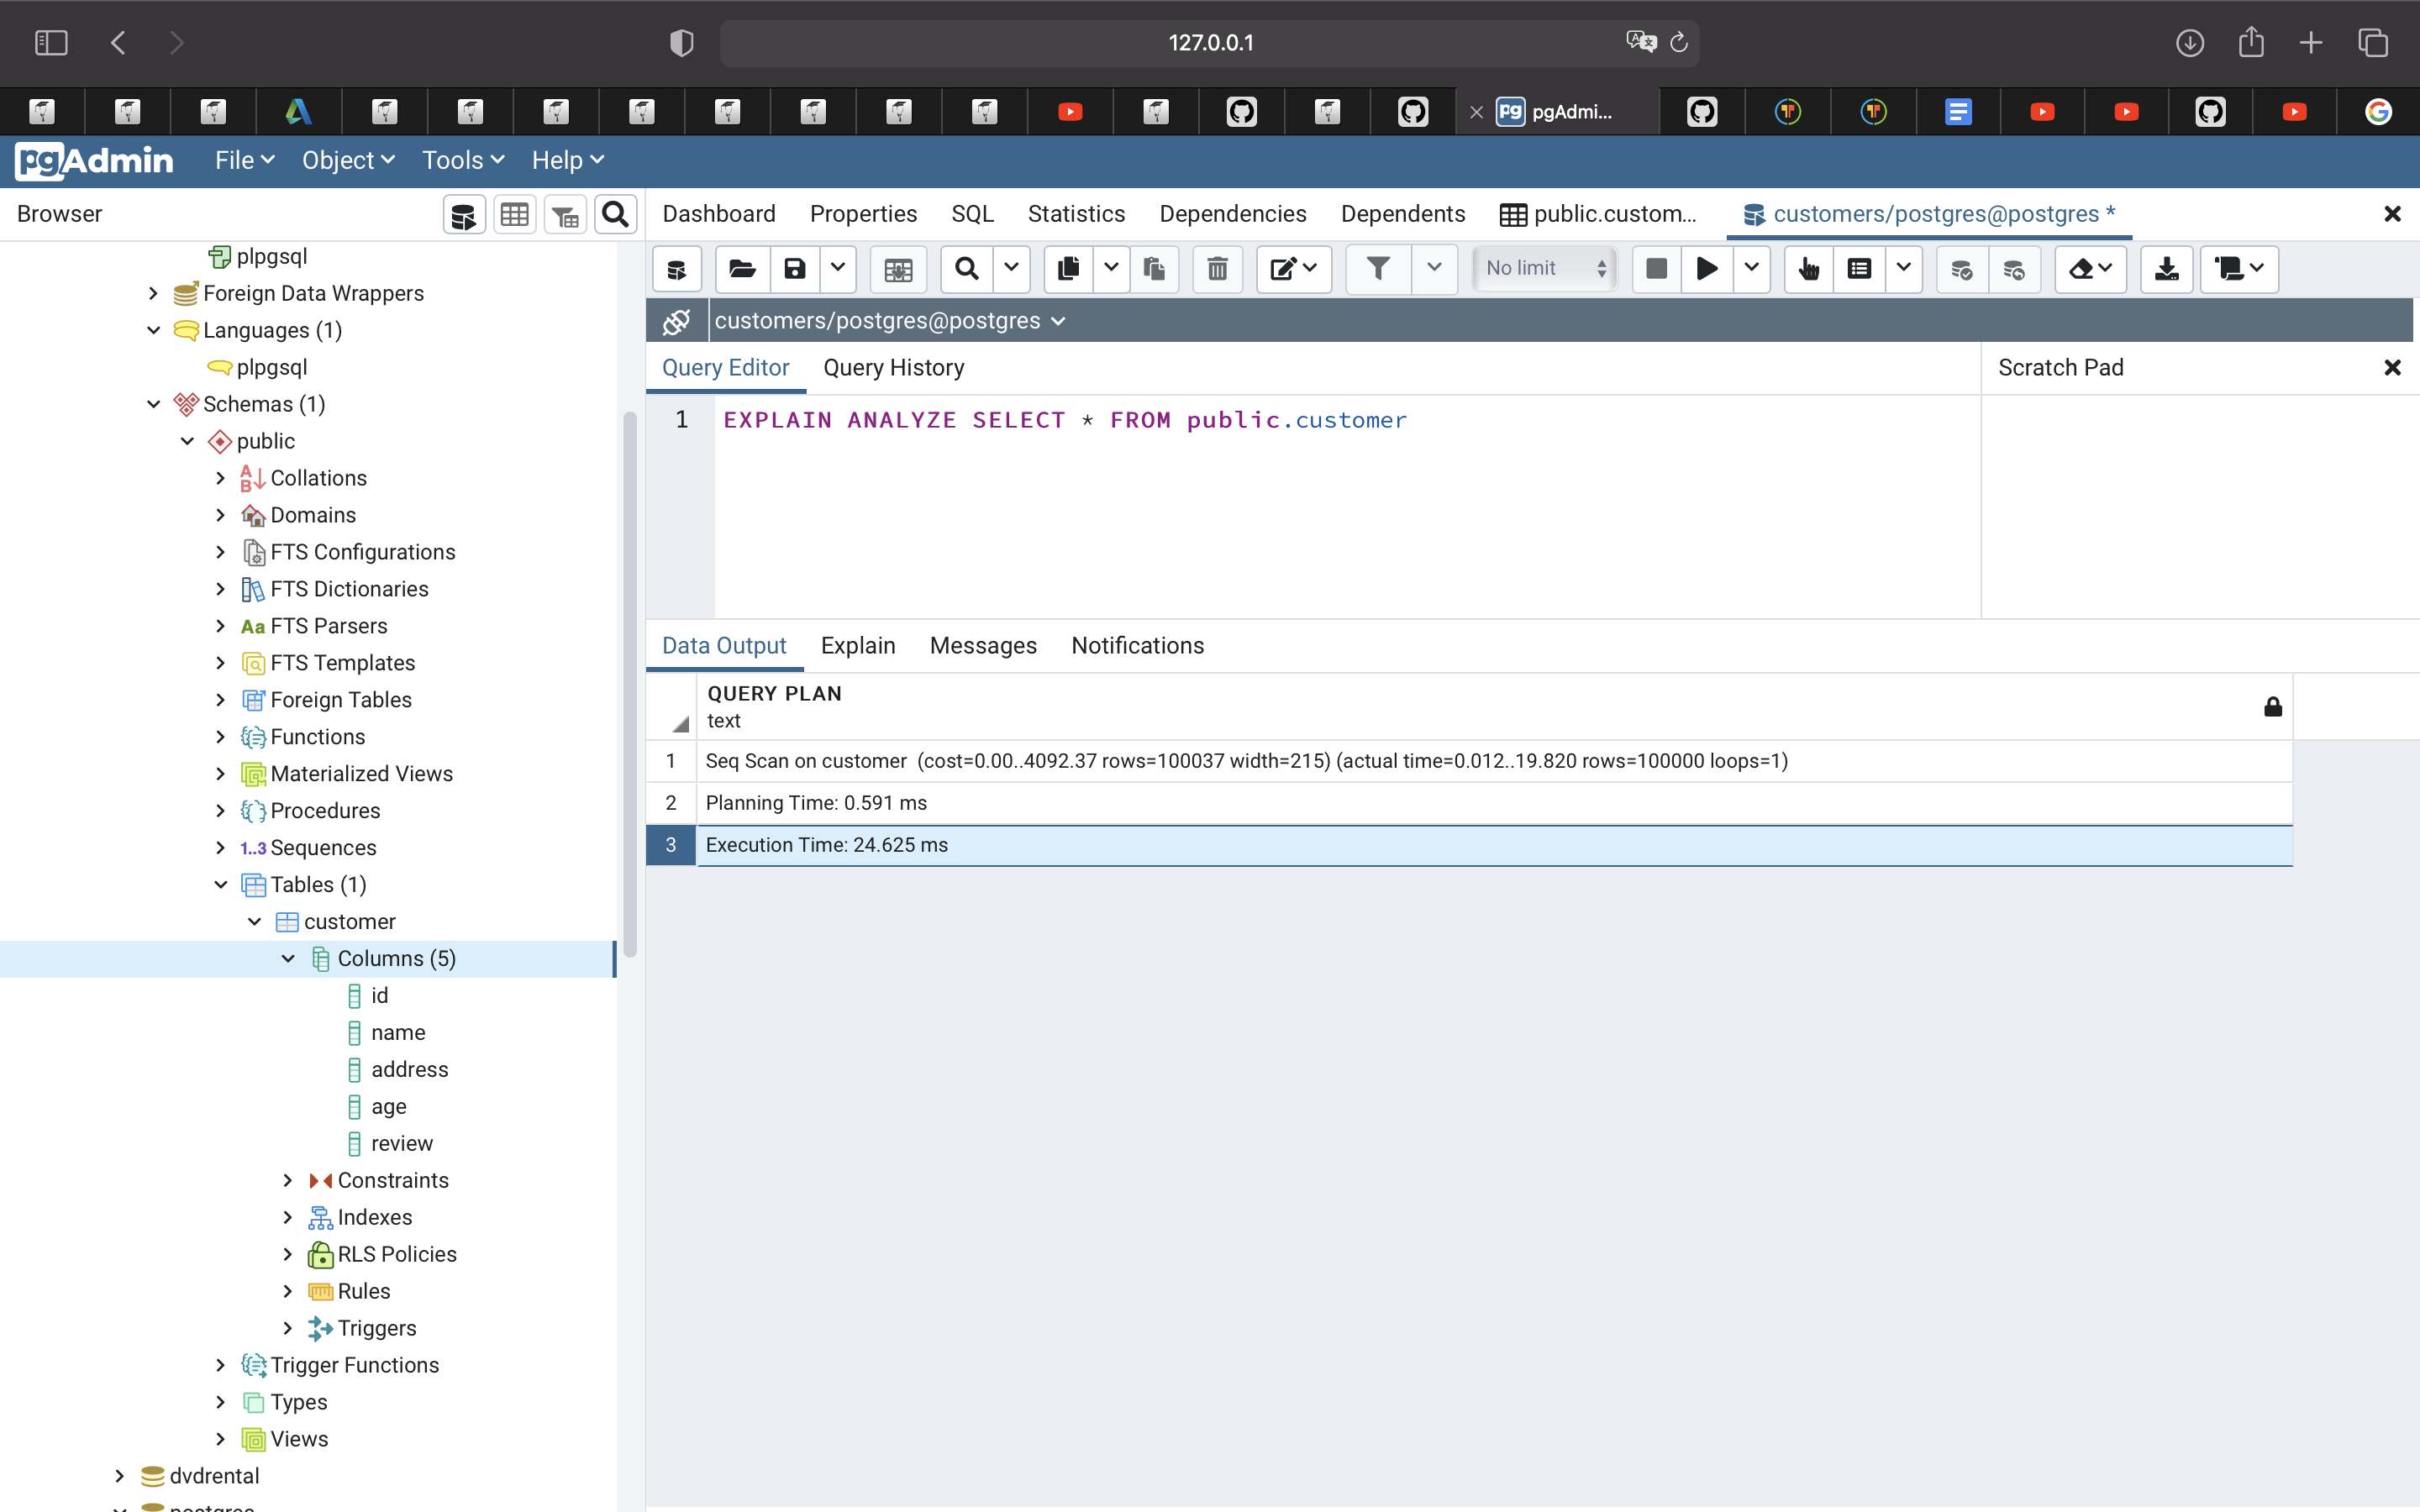 127.0.0.1
pgAdmi...
pgAdmin
File
Object
Tools
Help
Browser
Dashboard
Properties
SQL
Statistics
Dependencies
Dependents
public.custom...
customers/postgres@postgres *
plpgsql
Foreign Data Wrappers
Languages (1)
plpgsql
Schemas (1)
public
Collations
Domains
FTS Configurations
FTS Dictionaries
Aa FTS Parsers
FTS Templates
Foreign Tables
Functions
Materialized Views
Procedures
1..3 Sequences
Tables (1)
customer
Columns (5)
id
name
address
age
review
Constraints
Indexes
RLS Policies
Rules
Triggers
Trigger Functions
Types
Views
dvdrental
postgres
No limit
customers/postgres@postgres
Query Editor
Query History
Scratch Pad
1 EXPLAIN ANALYZE SELECT * FROM public.customer
Data Output
Explain
Messages
Notifications
QUERY PLAN
text
1 Seq Scan on customer (cost=0.00..4092.37 rows=100037 width=215) (actual time=0.012..19.820 rows=100000 loops=1)
2 Planning Time: 0.591 ms
3 Execution Time: 24.625 ms